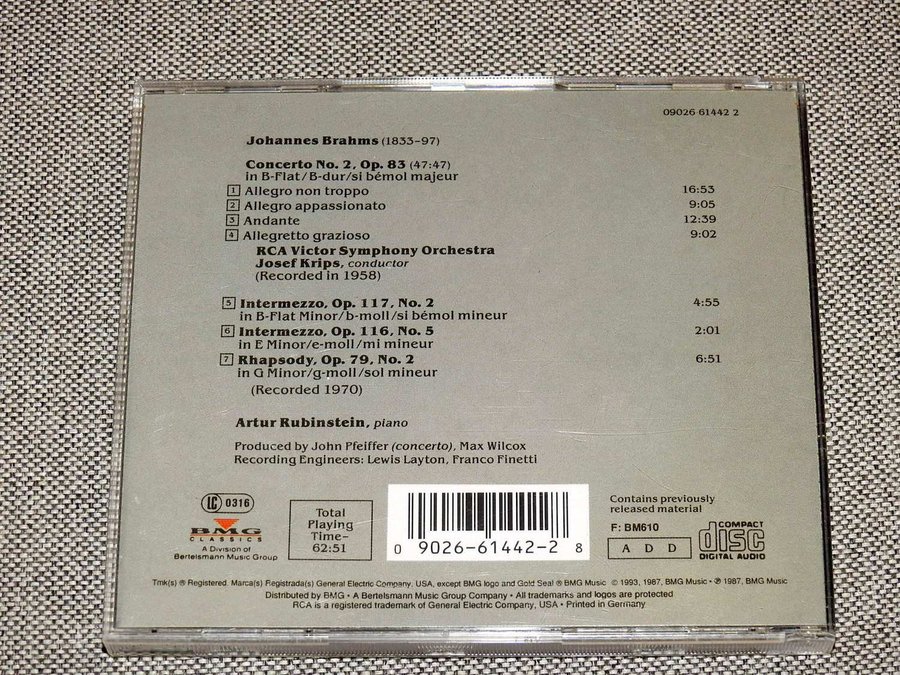 09026-61442 2
Johannes Brahms (1833–97)
Concerto No. 2, Op. 83 (47:47)
in B-Flat/B-dur/si bémol majeur
1 Allegro non troppo 16:53
2 Allegro appassionato 9:05
3 Andante 12:39
4 Allegretto grazioso 9:02
RCA Victor Symphony Orchestra
Josef Krips, conductor
(Recorded in 1958)
5 Intermezzo, Op. 117, No. 2 4:55
in B-Flat Minor/b-moll/si bémol mineur
6 Intermezzo, Op. 116, No. 5 2:01
in E Minor/e-moll/mi mineur
7 Rhapsody, Op. 79, No. 2 6:51
in G Minor/g-moll/sol mineur
(Recorded 1970)
Artur Rubinstein, piano
Produced by John Pfeiffer (concerto), Max Wilcox
Recording Engineers: Lewis Layton, Franco Finetti
LC 0316
BMG
CLASSICS
A Division of
Bertelsmann Music Group
Total
Playing
Time–
62:51
0 9026-61442-2 8
Contains previously
released material
F: BM610
A D D
COMPACT
disc
DIGITAL AUDIO
Tmk(s) ® Registered. Marca(s) Registrada(s) General Electric Company, USA, except BMG logo and Gold Seal ® BMG Music © 1993, 1987, BMG Music • ℗ 1987, BMG Music
Distributed by BMG • A Bertelsmann Music Group Company • All trademarks and logos are protected
RCA is a registered trademark of General Electric Company, USA • Printed in Germany